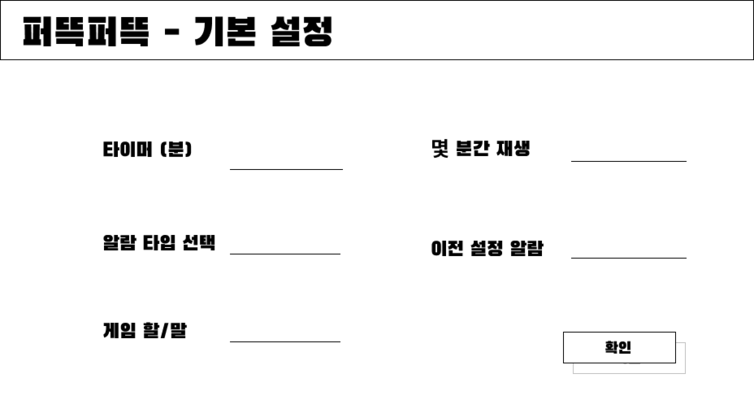 퍼뜩퍼뜩 - 기본 설정
타이머 (분)
몇 분간 재생
알람 타입 선택
이전 설정 알람
게임 할/말
확인